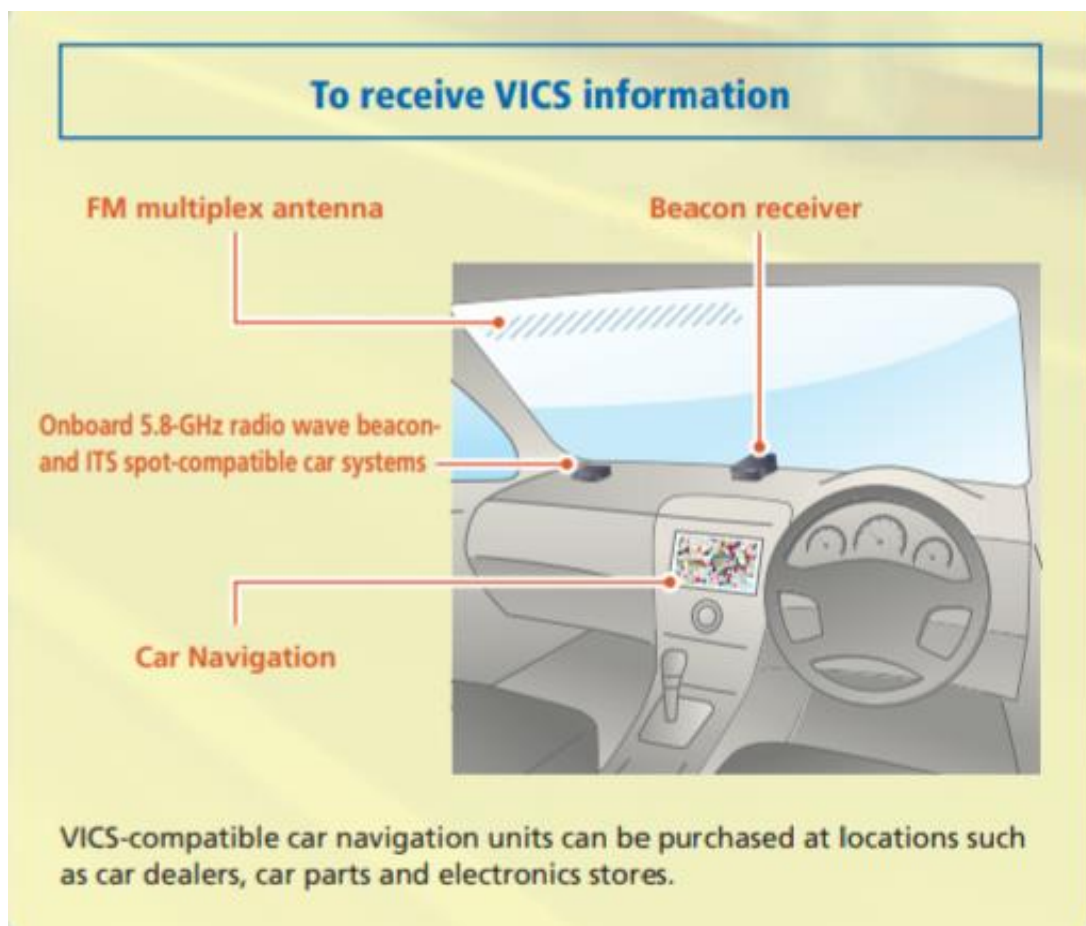 To receive VICS information
FM multiplex antenna
Beacon receiver
Onboard 5.8-GHz radio wave beacon-
and ITS spot-compatible car systems
Car Navigation
VICS-compatible car navigation units can be purchased at locations such
as car dealers, car parts and electronics stores.